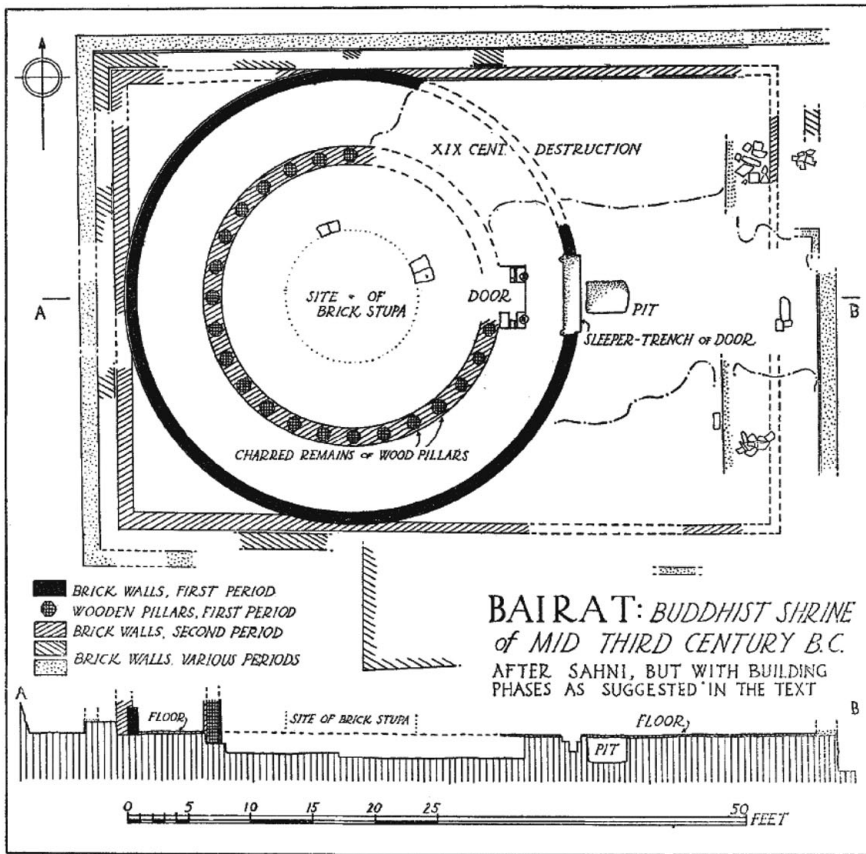 XIX CENT. DESTRUCTION
A
SITE OF
BRICK STUPA
DOOR
PIT
B
SLEEPER-TRENCH OF DOOR
CHARRED REMAINS OF WOOD PILLARS
BRICK WALLS, FIRST PERIOD
WOODEN PILLARS, FIRST PERIOD
BRICK WALLS, SECOND PERIOD
BRICK WALLS, VARIOUS PERIODS
BAIRAT: BUDDHIST SHRINE
of MID THIRD CENTURY B.C.
AFTER SAHNI, BUT WITH BUILDING
PHASES AS SUGGESTED IN THE TEXT
A
FLOOR
SITE OF BRICK STUPA
FLOOR
B
PIT
0 5 10 15 20 25 50 FEET